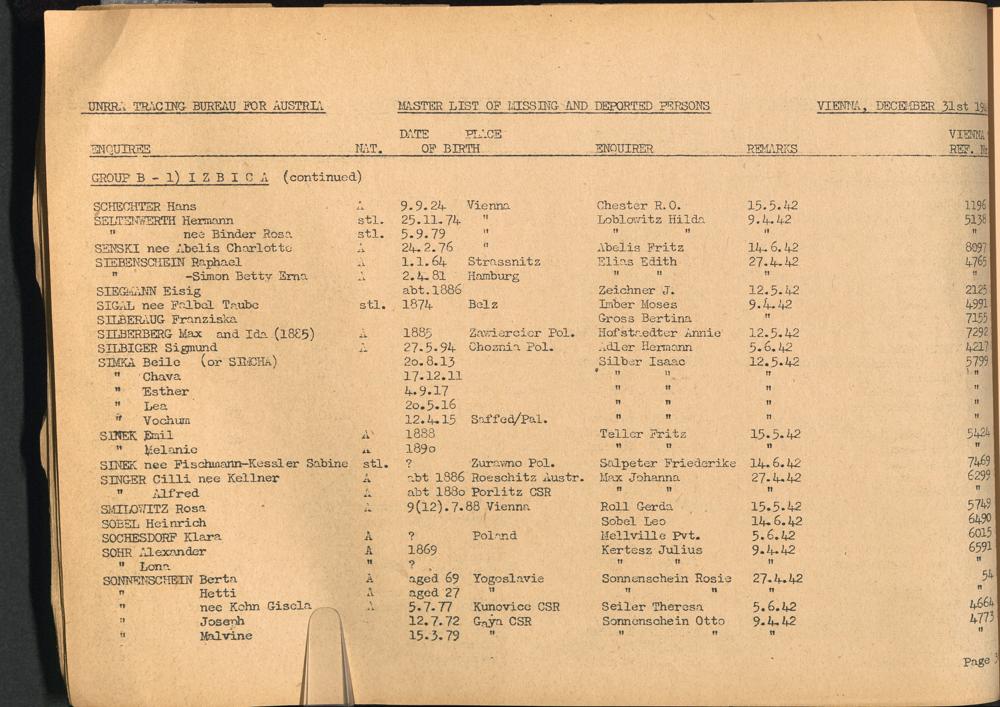 UNRRA TRACING BUREAU FOR AUSTRIA MASTER LIST OF MISSING AND DEPORTED PERSONS VIENNA, DECEMBER 31st 19
DATE PLACE VIENNA
ENQUIREE NAT. OF BIRTH ENQUIRER REMARKS REF. Nr
GROUP B - 1) I Z B I C A (continued)
SCHECHTER Hans A 9.9.24 Vienna Chester R.O. 15.5.42 1196
SELTENWERTH Hermann stl. 25.11.74 " Loblowitz Hilda 9.4.42 5138
" nee Binder Rosa stl. 5.9.79 " " " " "
SENSKI nee Abelis Charlotte A 24.2.76 " Abelis Fritz 14.6.42 8097
SIEBENSCHEIN Raphael A 1.1.64 Strassnitz Elias Edith 27.4.42 4765
" -Simon Betty Erna A 2.4.81 Hamburg " " " "
SIEGMANN Eisig abt.1886 Zeichner J. 12.5.42 2125
SIGAL nee Falbel Taube stl. 1874 Belz Imber Moses 9.4.42 4991
SILBERAUG Franziska Gross Bertina " 7155
SILBERBERG Max and Ida (1885) A 1885 Zawiercior Pol. Hofstaedter Annie 12.5.42 7292
SILBIGER Sigmund A 27.5.94 Choznia Pol. Adler Hermann 5.6.42 4217
SIMKA Beile (or SIMCHA) 20.8.13 Silber Isaac 12.5.42 5799
" Chava 17.12.11 " " " "
" Esther 4.9.17 " " " "
" Lea 20.5.16 " " " "
" Vochum 12.4.15 Saffed/Pal. " " " "
SINEK Emil A 1888 Teller Fritz 15.5.42 5424
" Melanie A 1890 " " " "
SINEK nee Fischmann-Kessler Sabine stl. ? Zurawno Pol. Salpeter Friederike 14.6.42 7469
SINGER Cilli nee Kellner A abt 1886 Roeschitz Austr. Max Johanna 27.4.42 6299
" Alfred A abt 1880 Porlitz CSR " " " "
SMILOWITZ Rosa A 9(12).7.88 Vienna Roll Gerda 15.5.42 5749
SOBEL Heinrich Sobel Leo 14.6.42 6490
SOCHESDORF Klara A ? Poland Mellville Pvt. 5.6.42 6015
SOHR Alexander A 1869 Kertesz Julius 9.4.42 6591
" Lona " ? " " " "
SONNENSCHEIN Berta A aged 69 Yogoslavie Sonnenschein Rosie 27.4.42 54
" Hetti A aged 27 " " " " "
" nee Kohn Gisela A 5.7.77 Kunovice CSR Seiler Theresa 5.6.42 4664
" Joseph 12.7.72 Gaya CSR Sonnenschein Otto 9.4.42 4773
" Malvine 15.3.79 " " " " "
Page 3